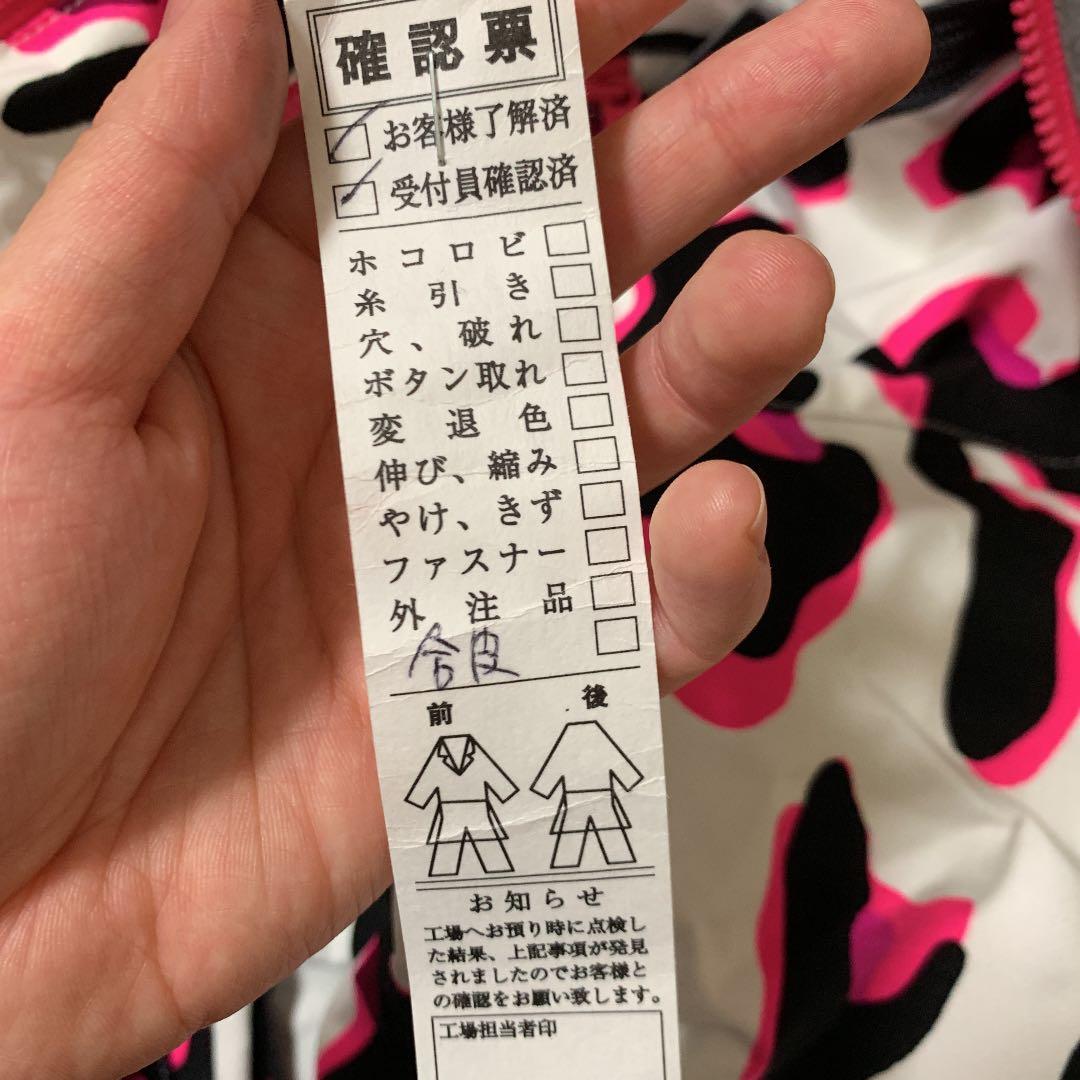 確認票
お客様了解済
受付員確認済
ホコロビ
糸引き
穴、破れ
ボタン取れ
変退色
伸び、縮み
やけ、きず
ファスナー
外注品
合皮
前
後
お知らせ
工場へお預り時に点検し
た結果、上記事項が発見
されましたのでお客様と
の確認をお願い致します。
工場担当者印